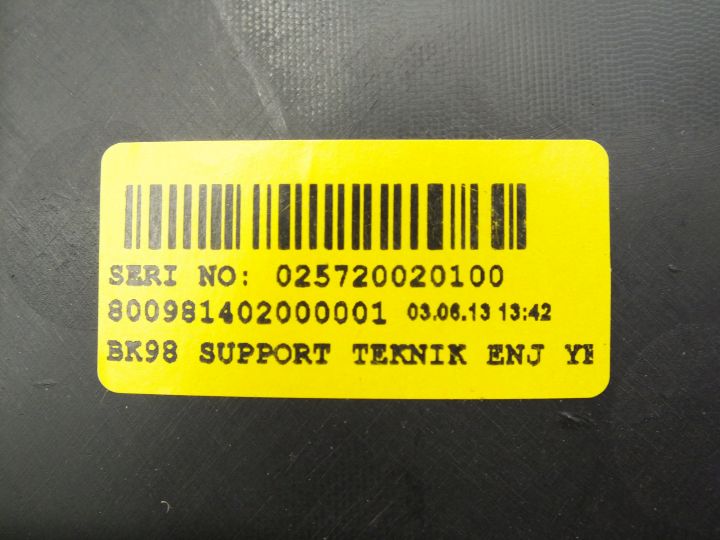 SERI NO: 025720020100
800981402000001 03.06.13 13:42
BK98 SUPPORT TEKNIK ENJ